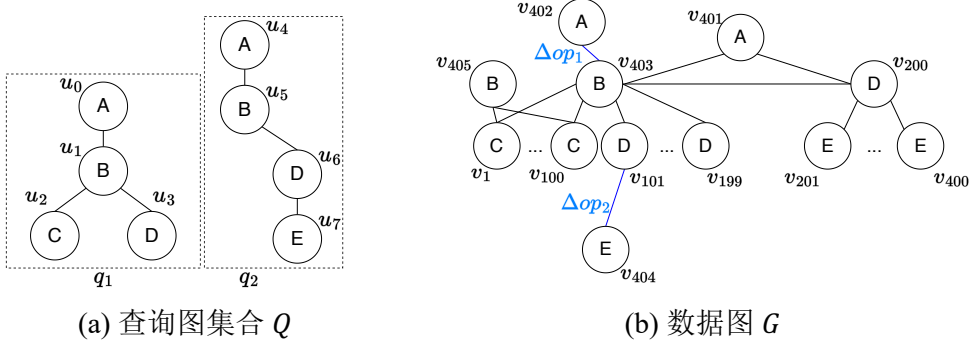 A u₄
B u₅
D u₆
E u₇
q₂
u₀ A
u₁ B
u₂ u₃
C D
q₁
(a) 查询图集合 Q
v₄₀₂ A
v₄₀₁ A
Δop₁
v₄₀₅ B
B v₄₀₃
D v₂₀₀
C ... C D ... D
v₁ v₁₀₀ v₁₀₁ v₁₉₉
E ... E
v₂₀₁ v₄₀₀
Δop₂
E v₄₀₄
(b) 数据图 G